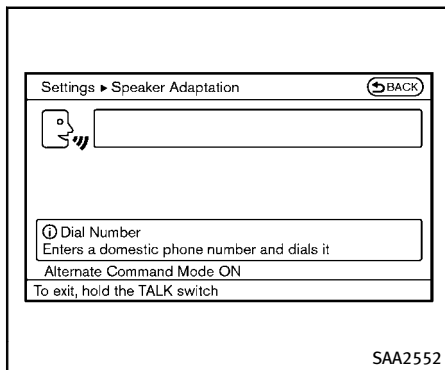 Settings ▸ Speaker Adaptation
BACK
ⓘ Dial Number
Enters a domestic phone number and dials it
Alternate Command Mode ON
To exit, hold the TALK switch
SAA2552